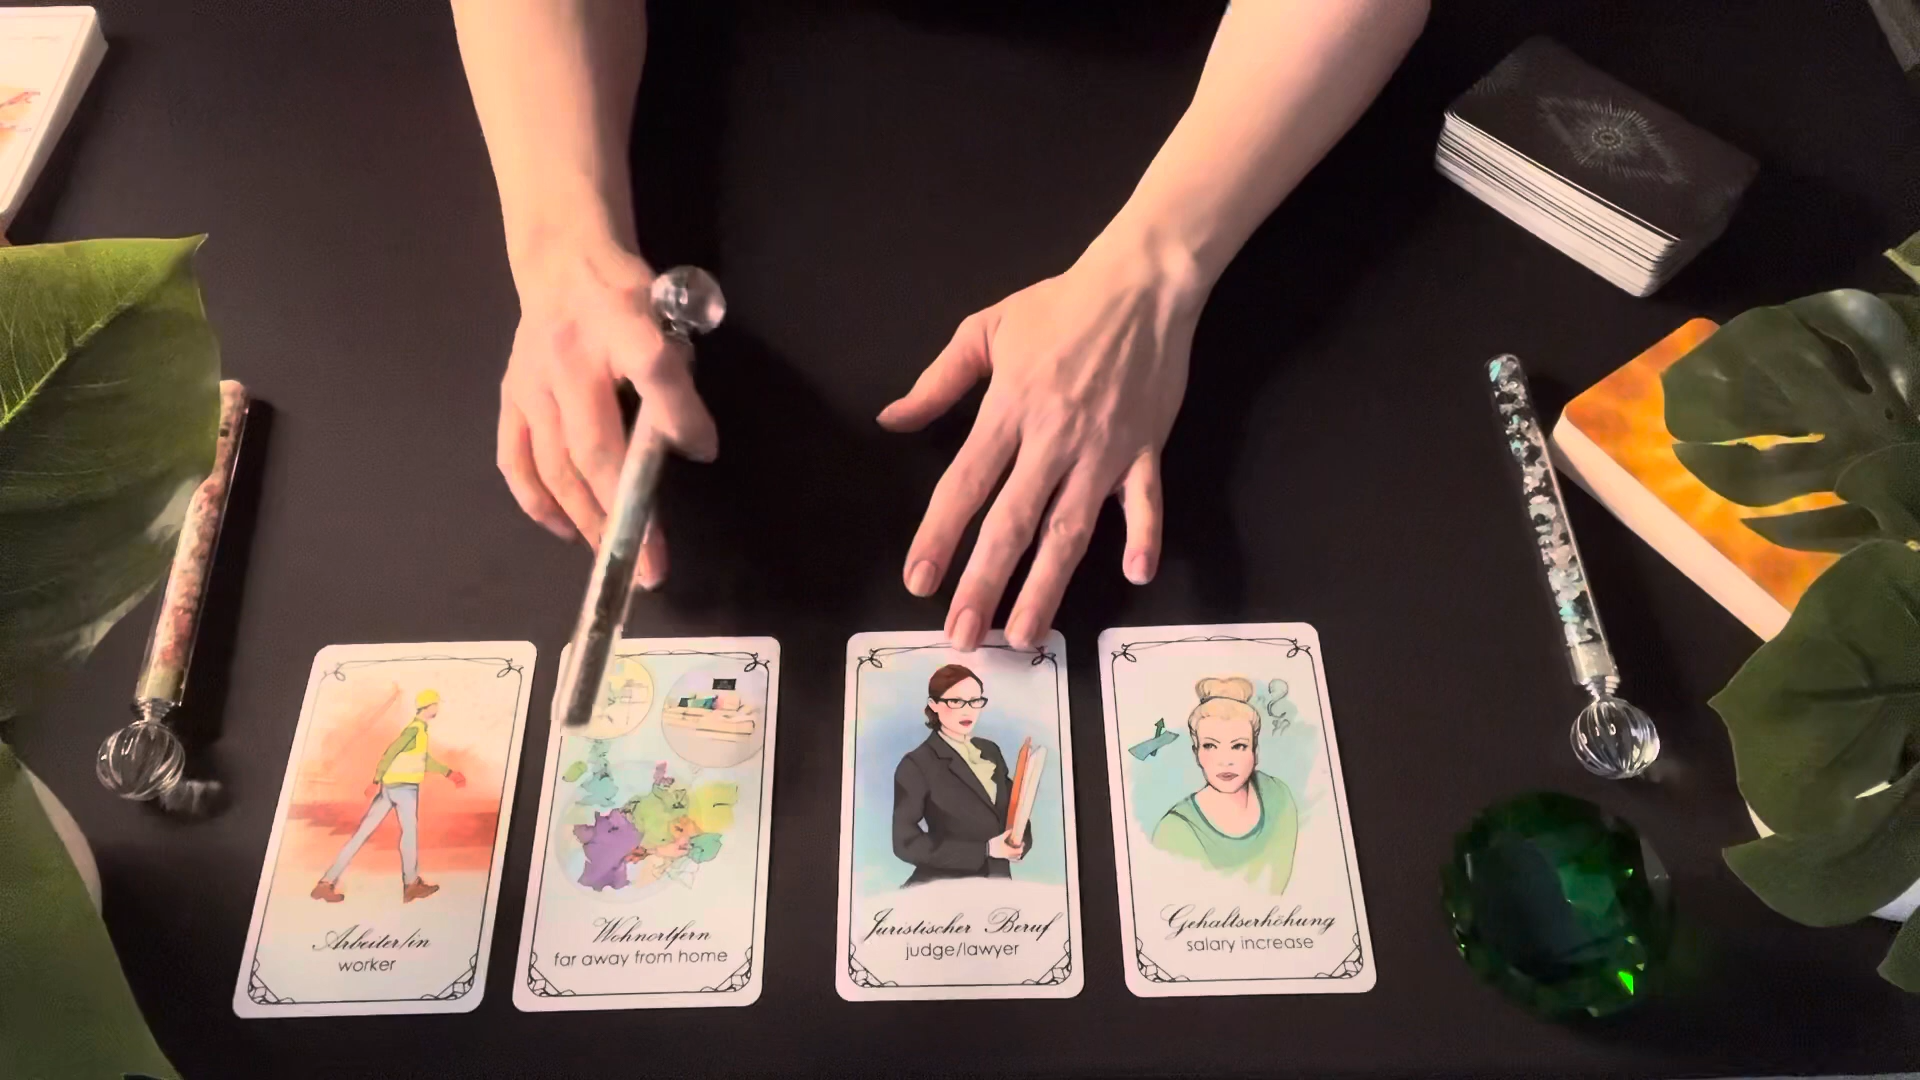 Arbeiter/in
worker
Wohnortfern
far away from home
Juristischer Beruf
judge/lawyer
Gehaltserhöhung
salary increase